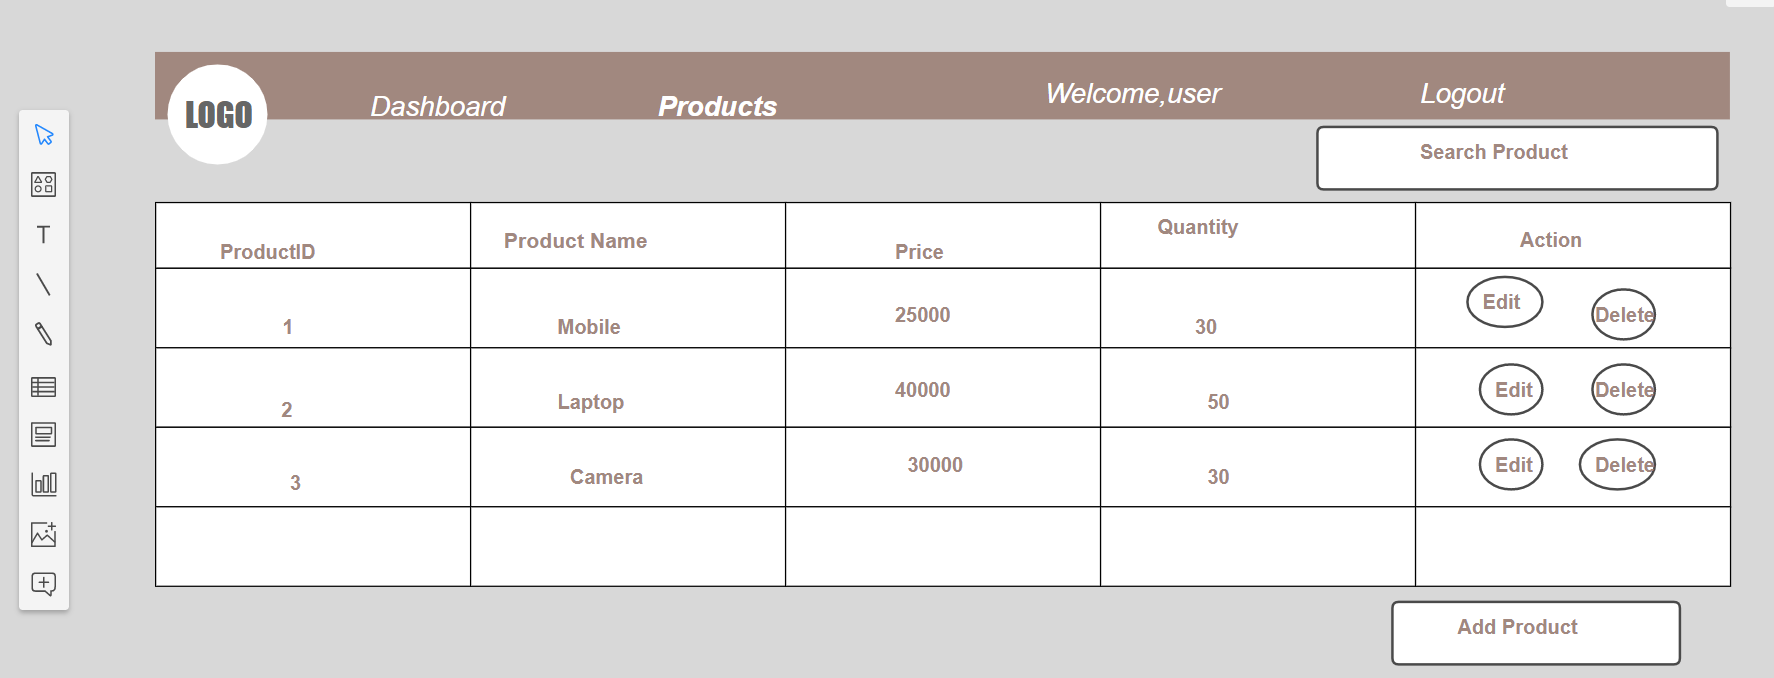 LOGO
Dashboard
Products
Welcome,user
Logout
Search Product
ProductID
Product Name
Price
Quantity
Action
1
Mobile
25000
30
Edit
Delete
2
Laptop
40000
50
Edit
Delete
3
Camera
30000
30
Edit
Delete
Add Product